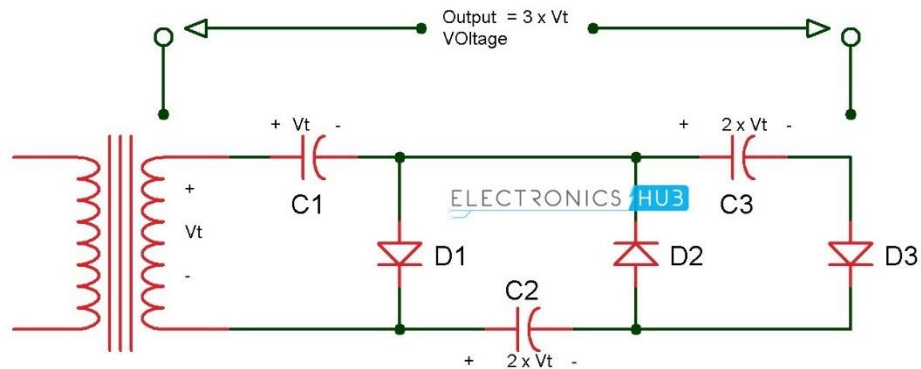 Output = 3 x Vt
VOltage
+ Vt -
+ 2 x Vt -
C1
C3
ELECTRONICS HUB
+
Vt
-
D1
D2
D3
C2
+ 2 x Vt -